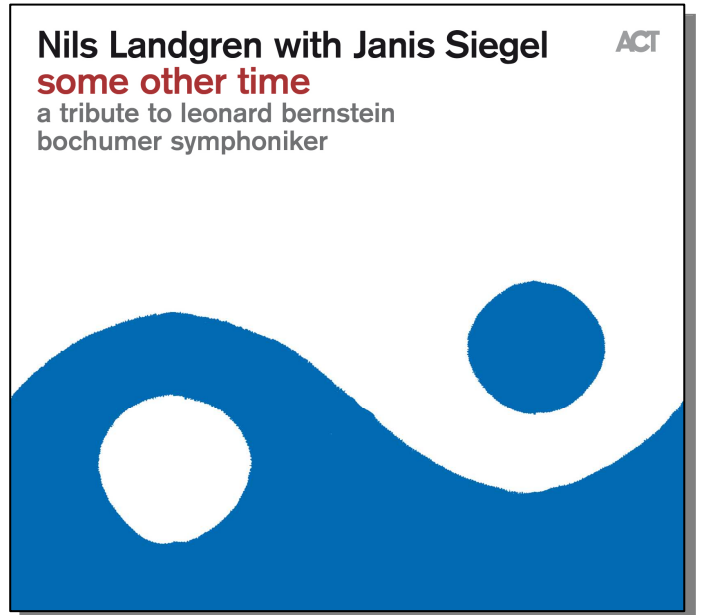 Nils Landgren with Janis Siegel
ACT
some other time
a tribute to leonard bernstein
bochumer symphoniker